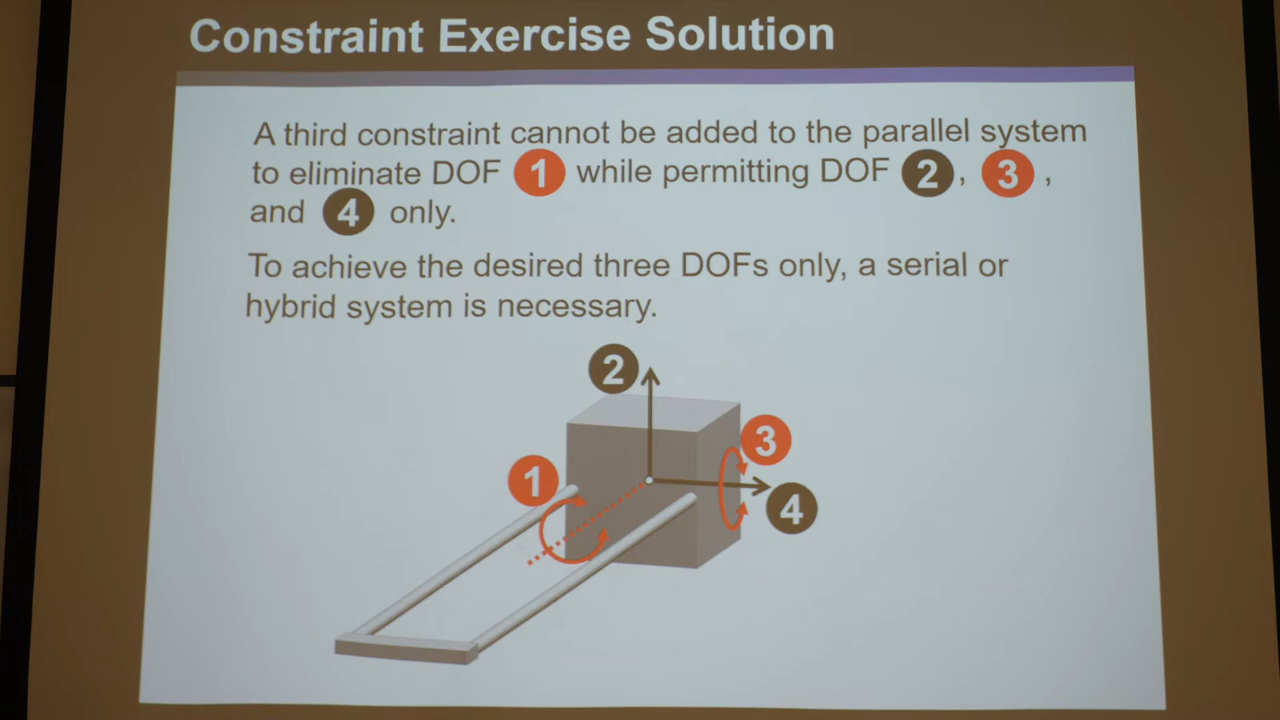 Constraint Exercise Solution
A third constraint cannot be added to the parallel system
to eliminate DOF 1 while permitting DOF 2, 3,
and 4 only.
To achieve the desired three DOFs only, a serial or
hybrid system is necessary.
2
3
1
4